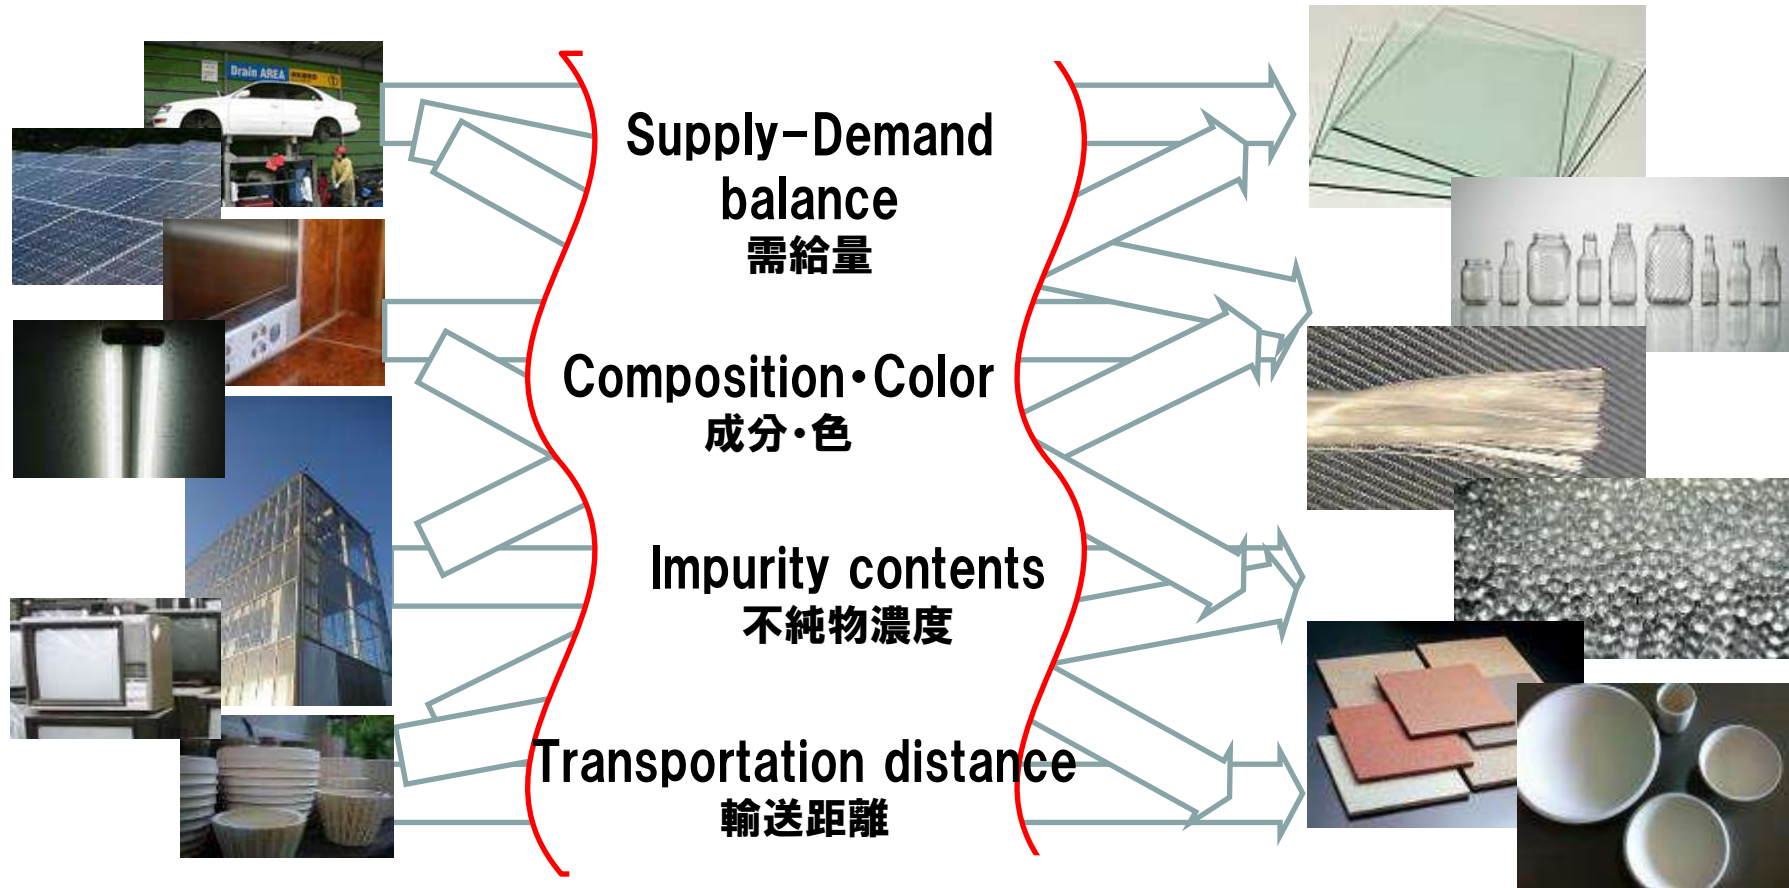 Drain AREA
Supply-Demand
balance
需給量
Composition・Color
成分・色
Impurity contents
不純物濃度
Transportation distance
輸送距離